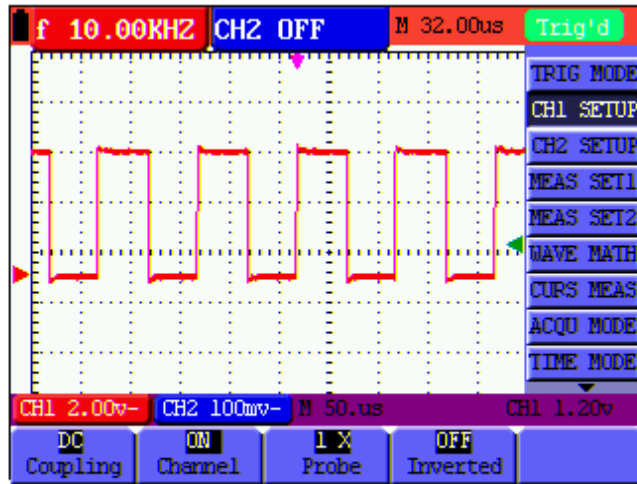 f 10.00KHZ CH2 OFF M 32.00us Trig'd
TRIG MODE
CH1 SETUP
CH2 SETUP
MEAS SET1
MEAS SET2
WAVE MATH
CURS MEAS
ACQU MODE
TIME MODE
CH1 2.00v- CH2 100mv- M 50.us CH1 1.20v
DC ON 1 X OFF
Coupling Channel Probe Inverted